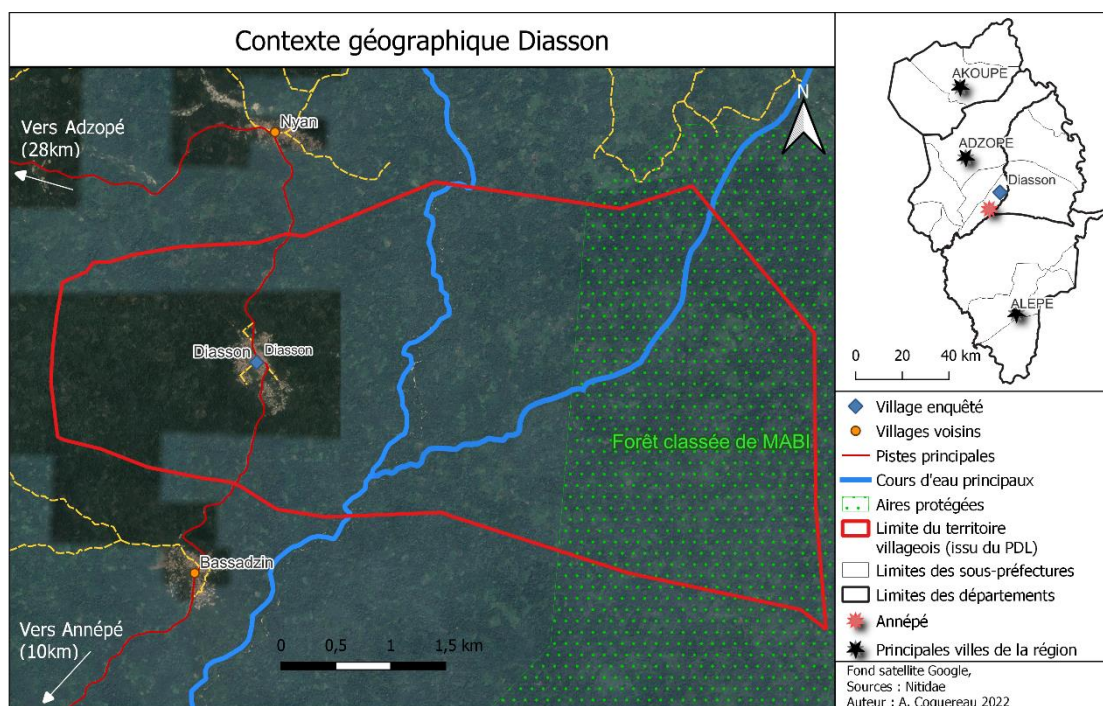 Contexte géographique Diasson
Vers Adzopé
(28km)
Nyan
N
Diasson
Diasson
Forêt classée de MABI
Bassadzin
Vers Annépé
(10km)
0 0,5 1 1,5 km
AKOUPE
ADZOPE
Diasson
ALEPE
0 20 40 km
Village enquêté
Villages voisins
Pistes principales
Cours d'eau principaux
Aires protégées
Limite du territoire
villageois (issu du PDL)
Limites des sous-préfectures
Limites des départements
Annépé
Principales villes de la région
Fond satellite Google,
Sources : Nitidae
Auteur : A. Coquereau 2022